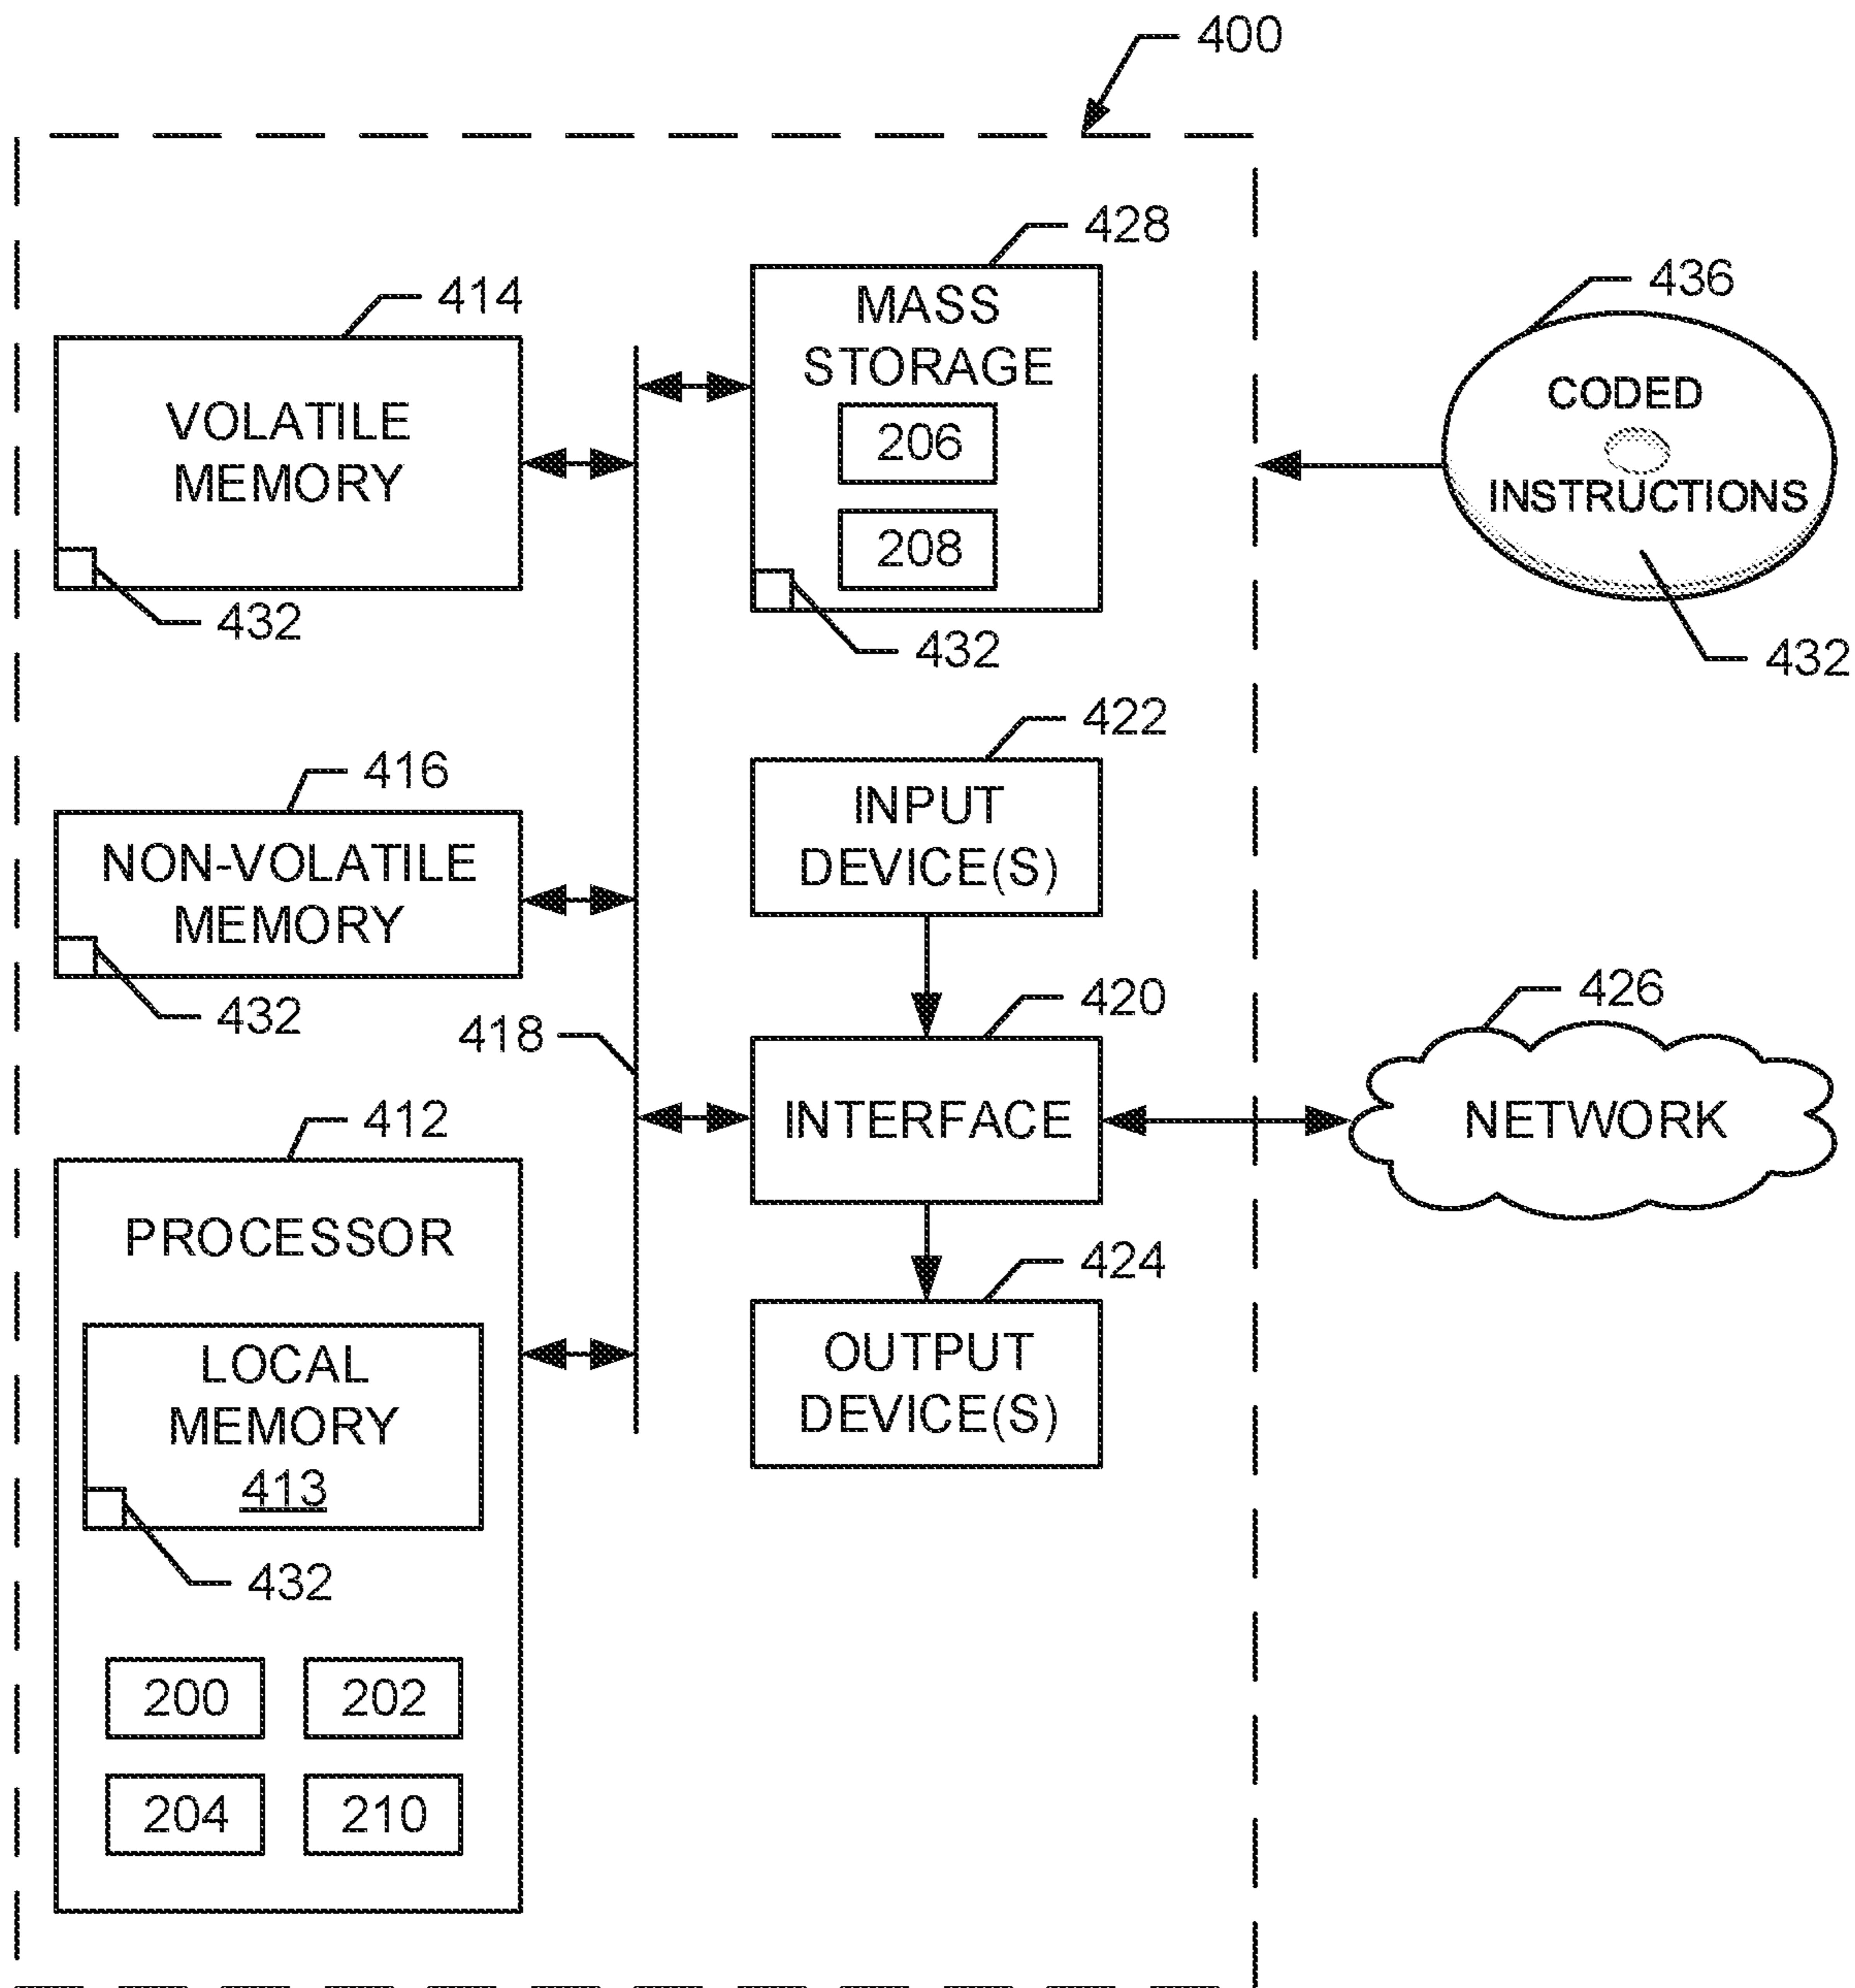 400
428
MASS
STORAGE
206
208
432
414
VOLATILE
MEMORY
432
436
CODED
INSTRUCTIONS
432
422
INPUT
DEVICE(S)
416
NON-VOLATILE
MEMORY
432
418
420
INTERFACE
426
NETWORK
412
PROCESSOR
LOCAL
MEMORY
413
432
200
202
204
210
424
OUTPUT
DEVICE(S)